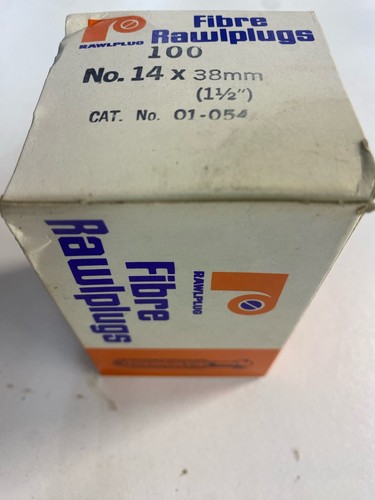 RAWLPLUG
Fibre
Rawlplugs
100
No. 14 x 38mm
(1½")
CAT. No. 01-054
RAWLPLUG
Fibre
Rawlplugs